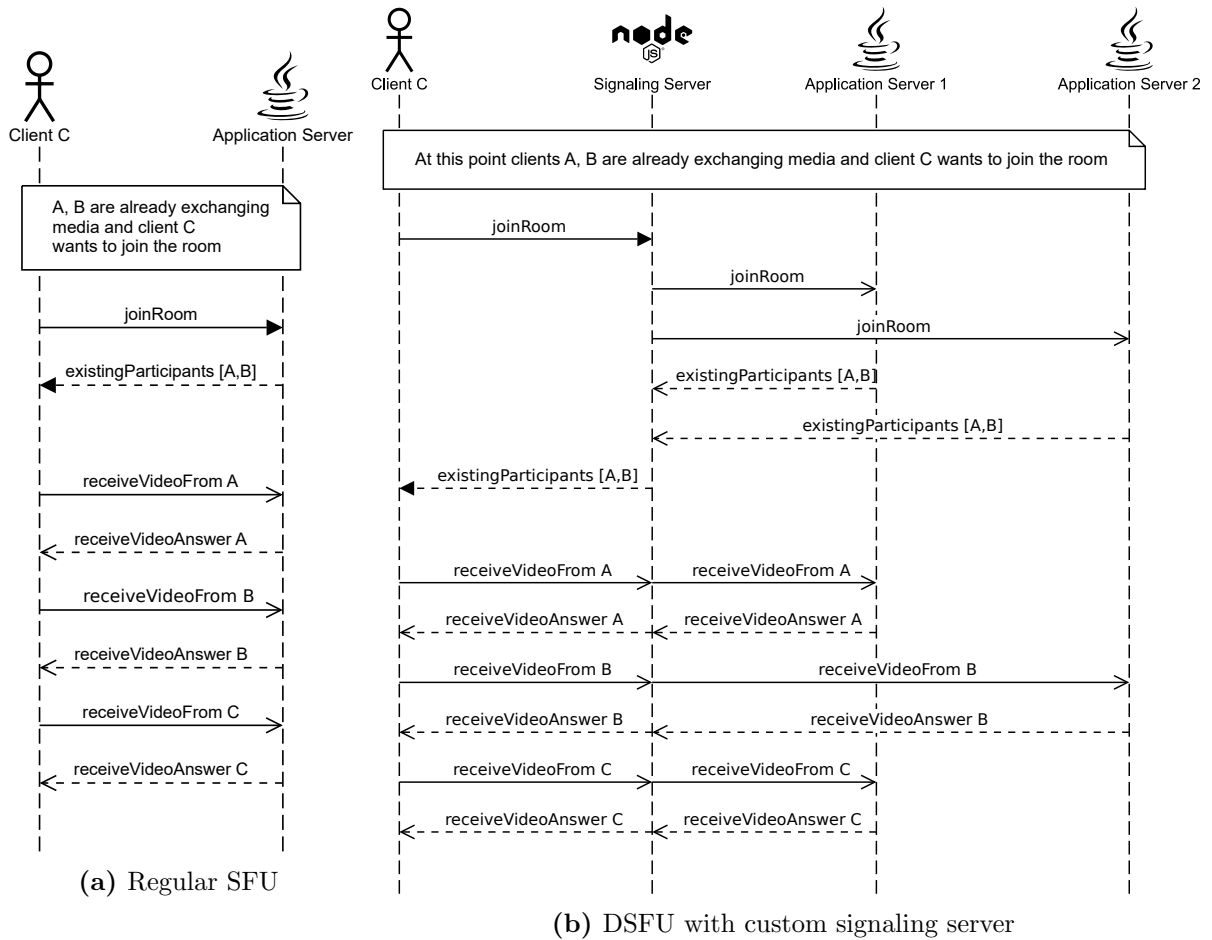 Client C
Application Server
A, B are already exchanging
media and client C
wants to join the room
joinRoom
existingParticipants [A,B]
receiveVideoFrom A
receiveVideoAnswer A
receiveVideoFrom B
receiveVideoAnswer B
receiveVideoFrom C
receiveVideoAnswer C
(a) Regular SFU
node
JS
Client C
Signaling Server
Application Server 1
Application Server 2
At this point clients A, B are already exchanging media and client C wants to join the room
joinRoom
joinRoom
joinRoom
existingParticipants [A,B]
existingParticipants [A,B]
existingParticipants [A,B]
receiveVideoFrom A
receiveVideoFrom A
receiveVideoAnswer A
receiveVideoAnswer A
receiveVideoFrom B
receiveVideoFrom B
receiveVideoAnswer B
receiveVideoAnswer B
receiveVideoFrom C
receiveVideoFrom C
receiveVideoAnswer C
receiveVideoAnswer C
(b) DSFU with custom signaling server